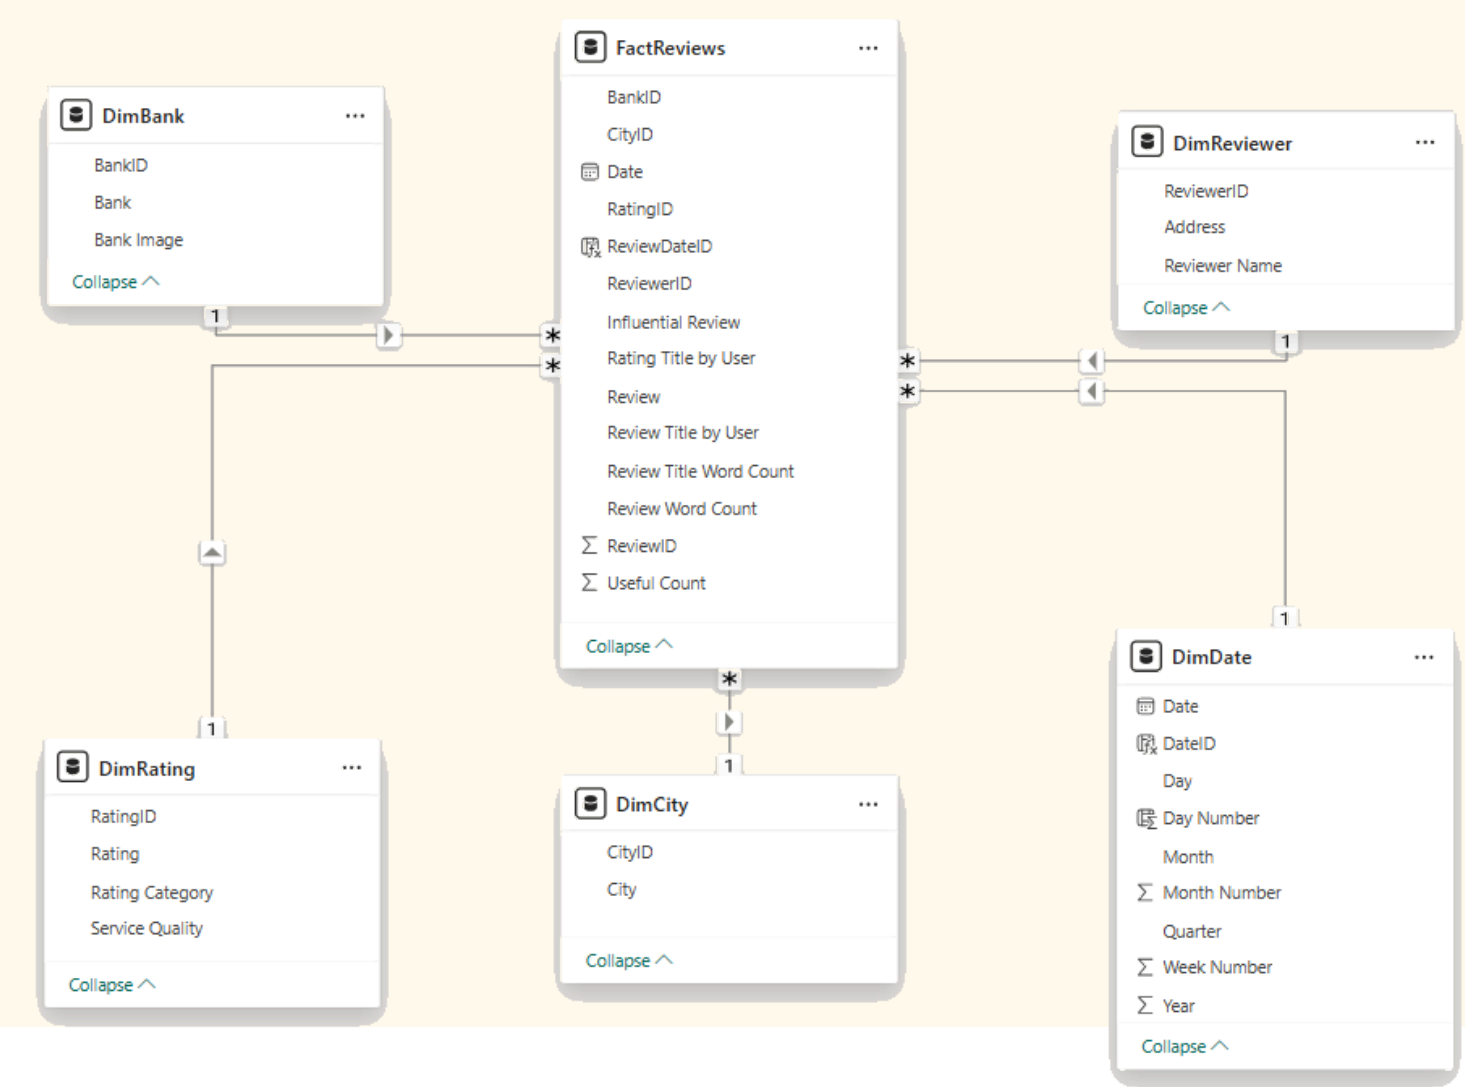 FactReviews
BankID
CityID
Date
RatingID
ReviewDateID
ReviewerID
Influential Review
Rating Title by User
Review
Review Title by User
Review Title Word Count
Review Word Count
ReviewID
Useful Count
Collapse
DimBank
BankID
Bank
Bank Image
Collapse
1
*
*
DimReviewer
ReviewerID
Address
Reviewer Name
Collapse
1
*
*
1
*
1
1
DimRating
RatingID
Rating
Rating Category
Service Quality
Collapse
DimCity
CityID
City
Collapse
DimDate
Date
DateID
Day
Day Number
Month
Month Number
Quarter
Week Number
Year
Collapse